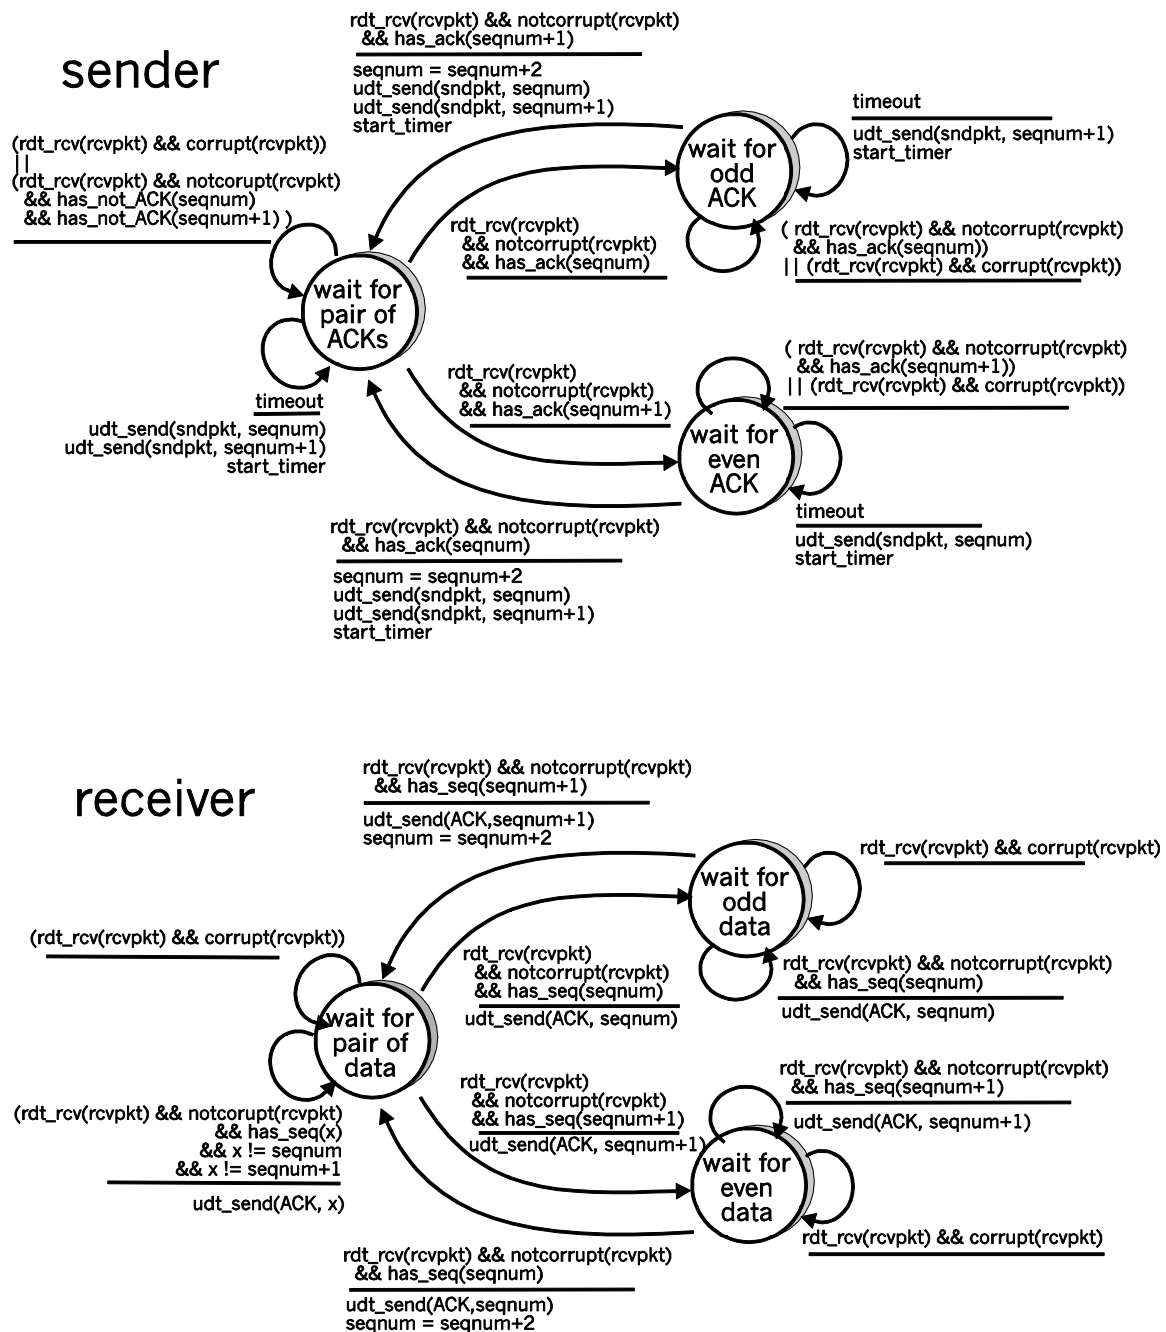 sender
rdt_rcv(rcvpkt) && notcorrupt(rcvpkt)
&& has_ack(seqnum+1)
seqnum = seqnum+2
udt_send(sndpkt, seqnum)
udt_send(sndpkt, seqnum+1)
start_timer
(rdt_rcv(rcvpkt) && corrupt(rcvpkt))
||
(rdt_rcv(rcvpkt) && notcorupt(rcvpkt)
&& has_not_ACK(seqnum)
&& has_not_ACK(seqnum+1) )
wait for
odd
ACK
timeout
udt_send(sndpkt, seqnum+1)
start_timer
rdt_rcv(rcvpkt)
&& notcorrupt(rcvpkt)
&& has_ack(seqnum)
( rdt_rcv(rcvpkt) && notcorrupt(rcvpkt)
&& has_ack(seqnum))
|| (rdt_rcv(rcvpkt) && corrupt(rcvpkt))
wait for
pair of
ACKs
timeout
udt_send(sndpkt, seqnum)
udt_send(sndpkt, seqnum+1)
start_timer
rdt_rcv(rcvpkt)
&& notcorrupt(rcvpkt)
&& has_ack(seqnum+1)
( rdt_rcv(rcvpkt) && notcorrupt(rcvpkt)
&& has_ack(seqnum+1))
|| (rdt_rcv(rcvpkt) && corrupt(rcvpkt))
wait for
even
ACK
timeout
udt_send(sndpkt, seqnum)
start_timer
rdt_rcv(rcvpkt) && notcorrupt(rcvpkt)
&& has_ack(seqnum)
seqnum = seqnum+2
udt_send(sndpkt, seqnum)
udt_send(sndpkt, seqnum+1)
start_timer
receiver
rdt_rcv(rcvpkt) && notcorrupt(rcvpkt)
&& has_seq(seqnum+1)
udt_send(ACK,seqnum+1)
seqnum = seqnum+2
wait for
odd
data
rdt_rcv(rcvpkt) && corrupt(rcvpkt)
(rdt_rcv(rcvpkt) && corrupt(rcvpkt))
rdt_rcv(rcvpkt)
&& notcorrupt(rcvpkt)
&& has_seq(seqnum)
udt_send(ACK, seqnum)
rdt_rcv(rcvpkt) && notcorrupt(rcvpkt)
&& has_seq(seqnum)
udt_send(ACK, seqnum)
wait for
pair of
data
(rdt_rcv(rcvpkt) && notcorupt(rcvpkt)
&& has_seq(x)
&& x != seqnum
&& x != seqnum+1
udt_send(ACK, x)
rdt_rcv(rcvpkt)
&& notcorrupt(rcvpkt)
&& has_seq(seqnum+1)
udt_send(ACK, seqnum+1)
rdt_rcv(rcvpkt) && notcorrupt(rcvpkt)
&& has_seq(seqnum+1)
udt_send(ACK, seqnum+1)
wait for
even
data
rdt_rcv(rcvpkt) && corrupt(rcvpkt)
rdt_rcv(rcvpkt) && notcorrupt(rcvpkt)
&& has_seq(seqnum)
udt_send(ACK,seqnum)
seqnum = seqnum+2